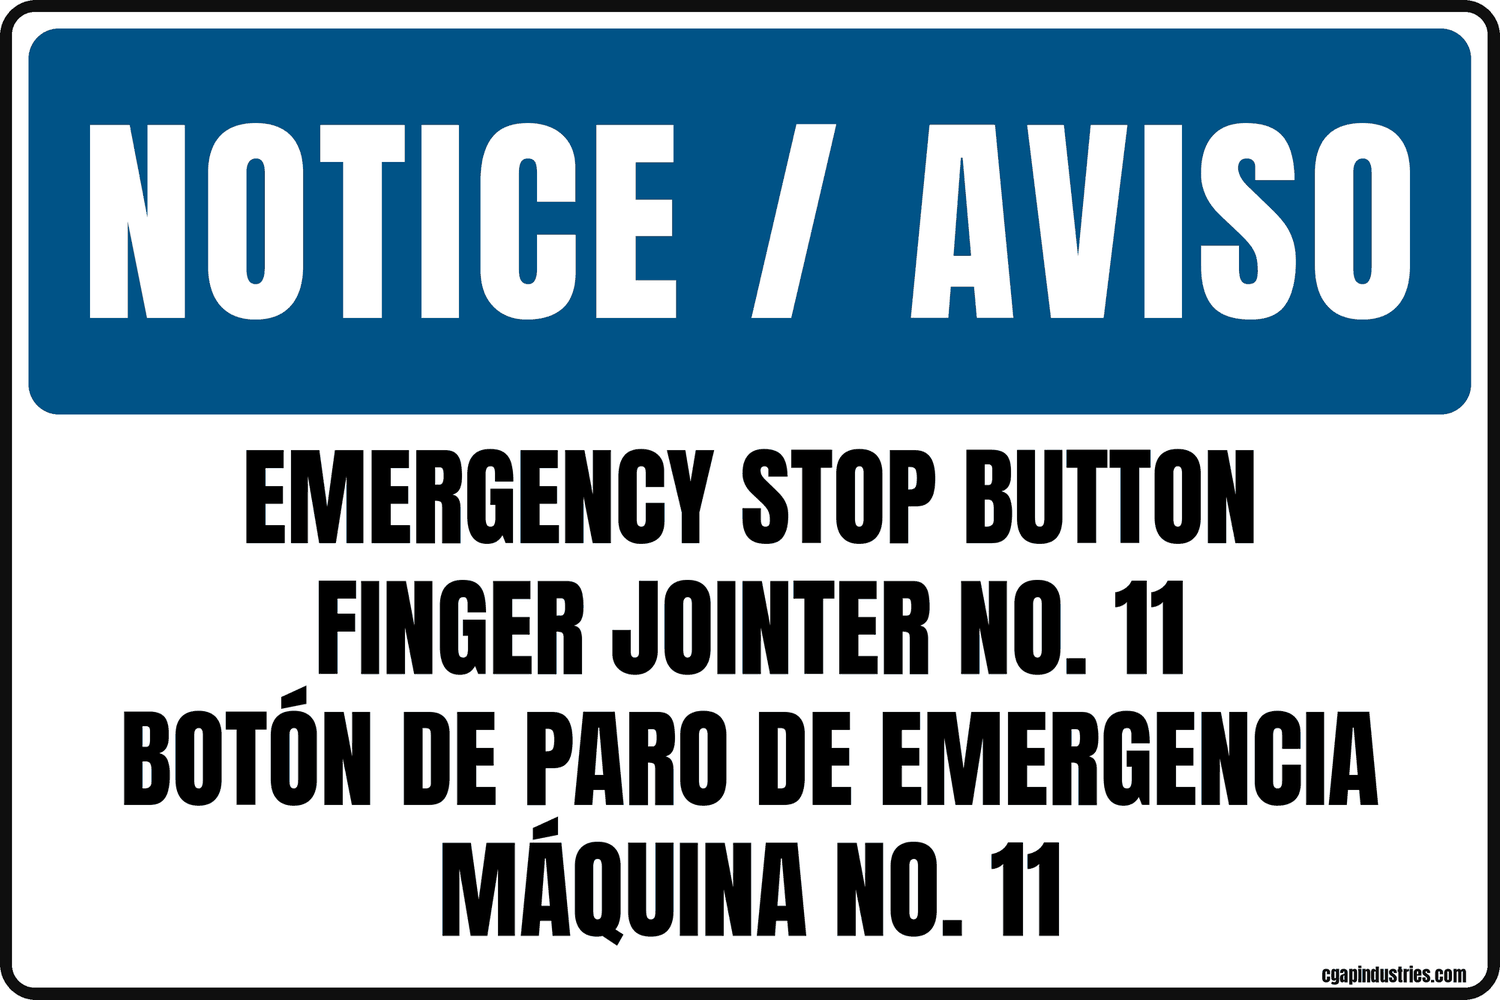 NOTICE / AVISO
EMERGENCY STOP BUTTON
FINGER JOINTER NO. 11
BOTÓN DE PARO DE EMERGENCIA
MÁQUINA NO. 11
cgapindustries.com